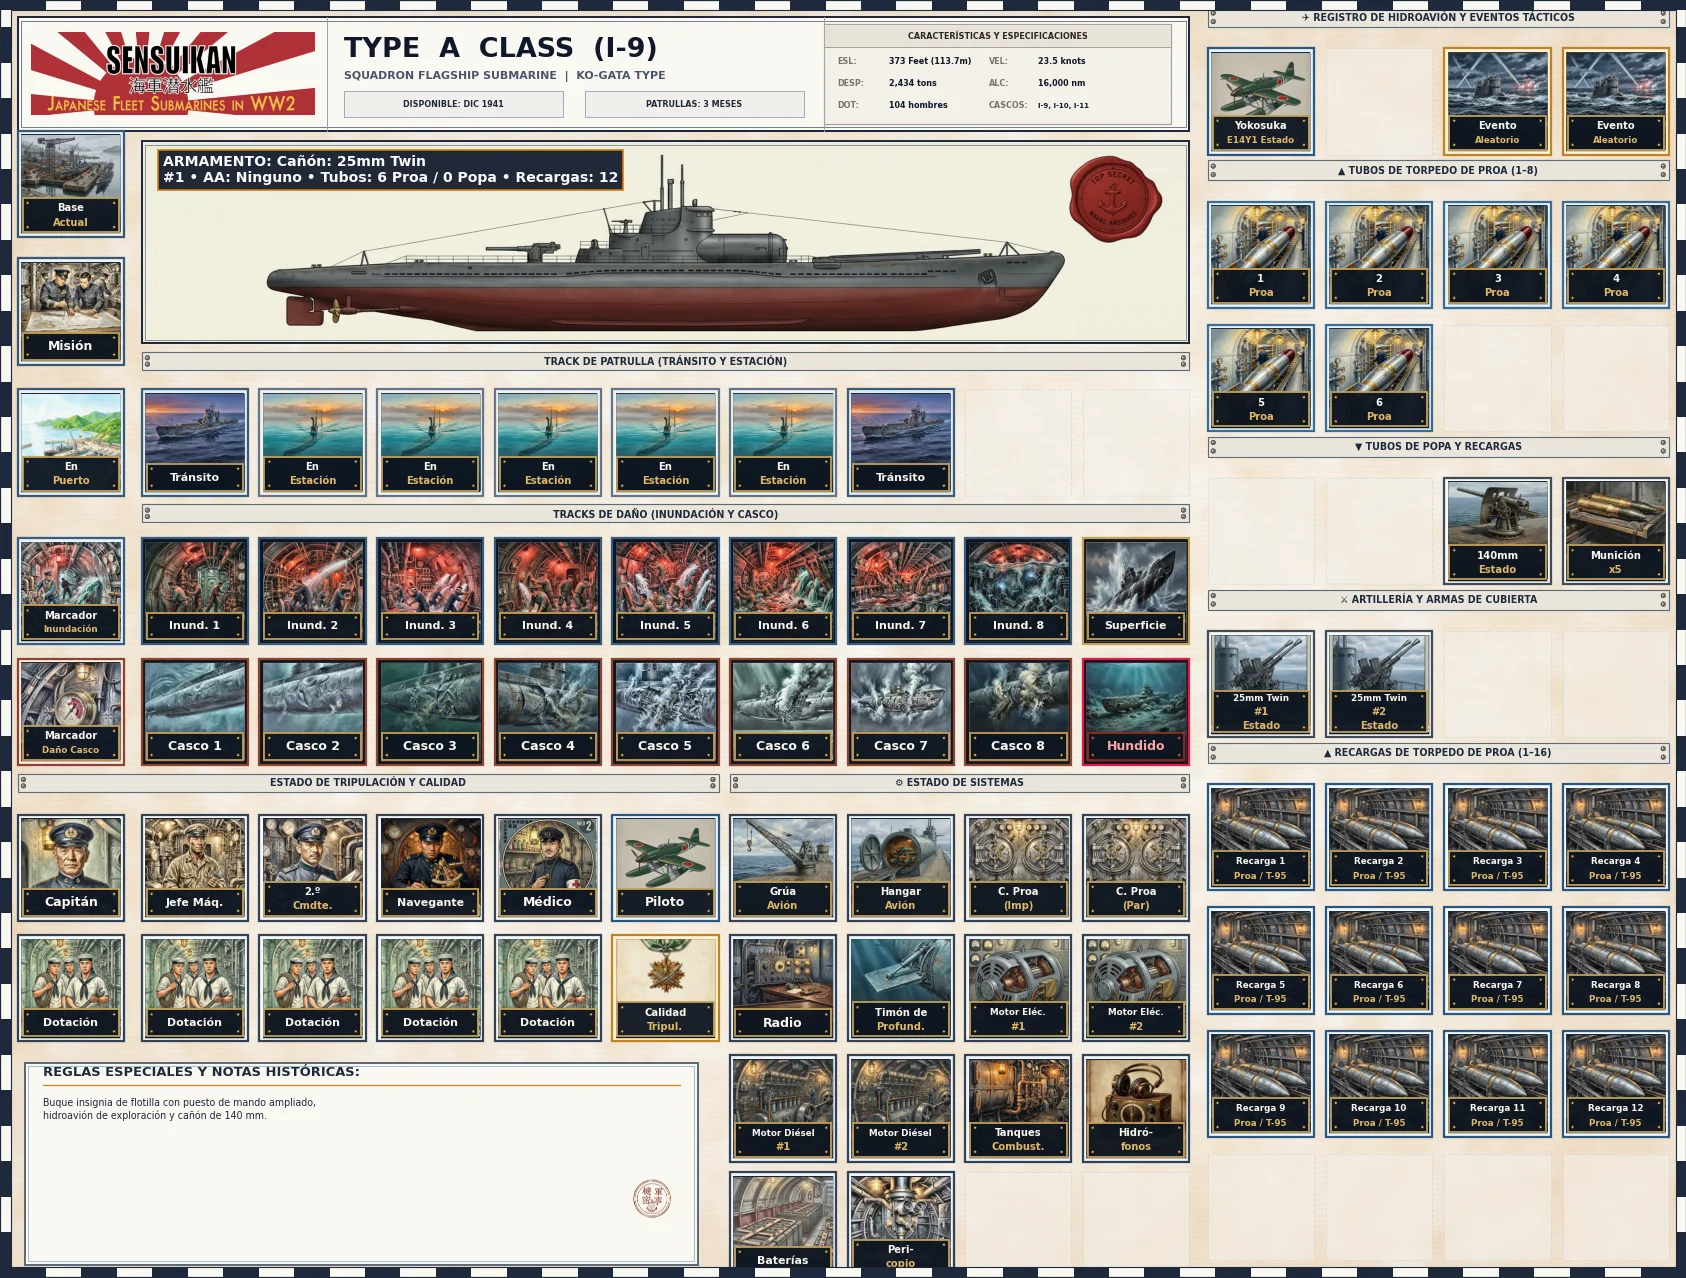 SENSUIKAN
海軍潜水艦
JAPANESE FLEET SUBMARINES IN WW2
TYPE A CLASS (I-9)
SQUADRON FLAGSHIP SUBMARINE | KO-GATA TYPE
DISPONIBLE: DIC 1941
PATRULLAS: 3 MESES
CARACTERÍSTICAS Y ESPECIFICACIONES
ESL: 373 Feet (113.7m) VEL: 23.5 knots
DESP: 2,434 tons ALC: 16,000 nm
DOT: 104 hombres CASCOS: I-9, I-10, I-11
Base
Actual
Misión
ARMAMENTO: Cañón: 25mm Twin
#1 • AA: Ninguno • Tubos: 6 Proa / 0 Popa • Recargas: 12
TOP SECRET
NAVAL ARCHIVES
TRACK DE PATRULLA (TRÁNSITO Y ESTACIÓN)
En
Puerto
Tránsito
En
Estación
En
Estación
En
Estación
En
Estación
En
Estación
Tránsito
TRACKS DE DAÑO (INUNDACIÓN Y CASCO)
Marcador
Inundación
Inund. 1
Inund. 2
Inund. 3
Inund. 4
Inund. 5
Inund. 6
Inund. 7
Inund. 8
Superficie
Marcador
Daño Casco
Casco 1
Casco 2
Casco 3
Casco 4
Casco 5
Casco 6
Casco 7
Casco 8
Hundido
ESTADO DE TRIPULACIÓN Y CALIDAD
Capitán
Jefe Máq.
2.º
Cmdte.
Navegante
2
Médico
Piloto
Dotación
Dotación
Dotación
Dotación
Dotación
Calidad
Tripul.
⚙ ESTADO DE SISTEMAS
Grúa
Avión
Hangar
Avión
C. Proa
(Imp)
C. Proa
(Par)
Radio
Timón de
Profund.
Motor Eléc.
#1
Motor Eléc.
#2
Motor Diésel
#1
Motor Diésel
#2
Tanques
Combust.
Hidró-
fonos
Baterías
Peri-
copio
REGLAS ESPECIALES Y NOTAS HISTÓRICAS:
Buque insignia de flotilla con puesto de mando ampliado,
hidroavión de exploración y cañón de 140 mm.
✈ REGISTRO DE HIDROAVIÓN Y EVENTOS TÁCTICOS
Yokosuka
E14Y1 Estado
Evento
Aleatorio
Evento
Aleatorio
▲ TUBOS DE TORPEDO DE PROA (1–8)
1
Proa
2
Proa
3
Proa
4
Proa
5
Proa
6
Proa
▼ TUBOS DE POPA Y RECARGAS
140mm
Estado
Munición
x5
⚔ ARTILLERÍA Y ARMAS DE CUBIERTA
25mm Twin
#1
Estado
25mm Twin
#2
Estado
▲ RECARGAS DE TORPEDO DE PROA (1–16)
Recarga 1
Proa / T-95
Recarga 2
Proa / T-95
Recarga 3
Proa / T-95
Recarga 4
Proa / T-95
Recarga 5
Proa / T-95
Recarga 6
Proa / T-95
Recarga 7
Proa / T-95
Recarga 8
Proa / T-95
Recarga 9
Proa / T-95
Recarga 10
Proa / T-95
Recarga 11
Proa / T-95
Recarga 12
Proa / T-95